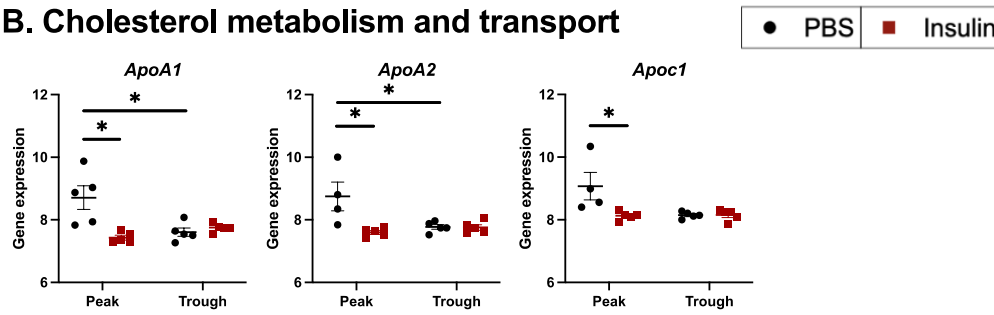 B. Cholesterol metabolism and transport
PBS
Insulin
ApoA1
Gene expression
12
10
8
6
*
*
Peak
Trough
ApoA2
Gene expression
12
10
8
6
*
*
Peak
Trough
Apoc1
Gene expression
12
10
8
6
*
Peak
Trough